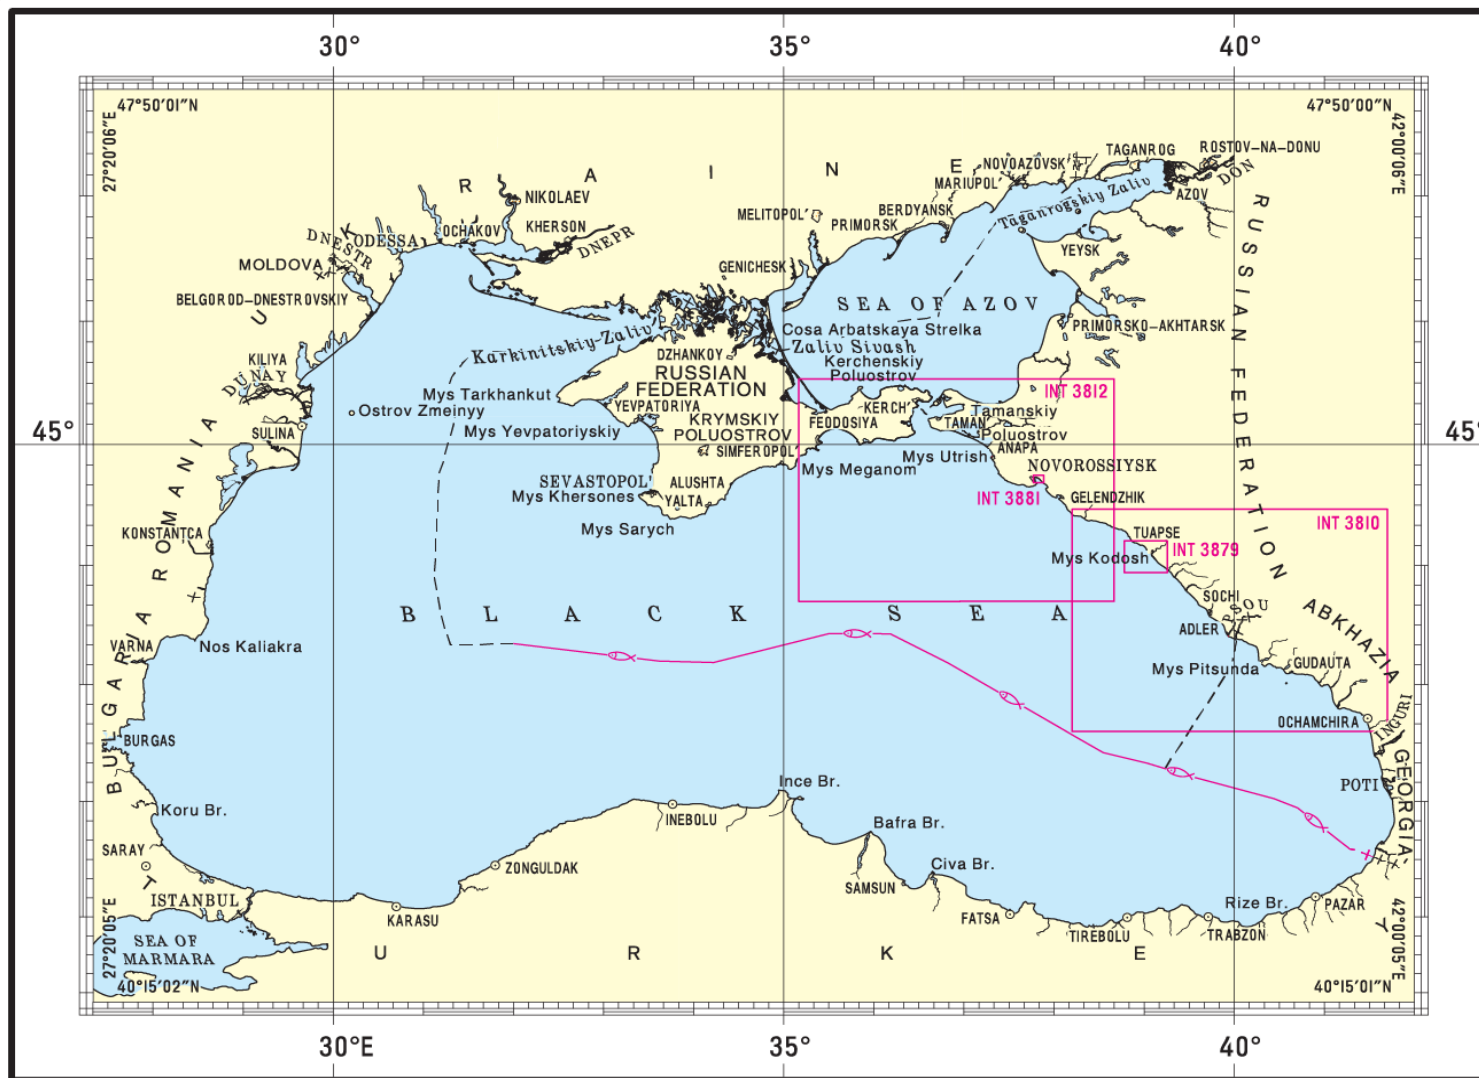 30°
35°
40°
47°50′01″N
47°50′00″N
27°20′06″E
42°00′06″E
UKRAINE
TAGANROG
ROSTOV-NA-DONU
NOVOAZOVSK
MARIUPOL'
DON
AZOV
Taganrogskiy Zaliv
NIKOLAEV
MELITOPOL'
BERDYANSK
PRIMORSK
OCHAKOV
KHERSON
DNEPR
ODESSA
DNESTR
MOLDOVA
YEYSK
GENICHESK
BELGOROD-DNESTROVSKIY
SEA OF AZOV
RUSSIAN FEDERATION
PRIMORSKO-AKHTARSK
Cosa Arbatskaya Strelka
Karkinitskiy-Zaliv
Zaliv Sivash
DZHANKOY
Kerchenskiy
Poluostrov
KILIYA
DUNAY
RUSSIAN
FEDERATION
INT 3812
Mys Tarkhankut
YEVPATORIYA
KERCH'
Tamanskiy
Poluostrov
Ostrov Zmeinyy
KRYMSKIY
POLUOSTROV
FEODOSIYA
TAMAN'
45°
45°
SULINA
Mys Yevpatoriyskiy
SIMFEROPOL'
ANAPA
Mys Utrish
Mys Meganom
NOVOROSSIYSK
SEVASTOPOL'
ALUSHTA
Mys Khersones
YALTA
INT 3881
GELENDZHIK
Mys Sarych
INT 3810
ROMANIA
KONSTANTCA
TUAPSE
INT 3879
Mys Kodosh
SOCHI
PSOU
ABKHAZIA
BLACK SEA
ADLER
VARNA
Nos Kaliakra
Mys Pitsunda
GUDAUTA
BULGARIA
OCHAMCHIRA
INGURI
BURGAS
GEORGIA
POTI
Koru Br.
Ince Br.
INEBOLU
Bafra Br.
SARAY
ZONGULDAK
Civa Br.
SAMSUN
ISTANBUL
KARASU
FATSA
Rize Br.
PAZAR
TIREBOLU
TRABZON
SEA OF
MARMARA
TURKEY
27°20′05″E
42°00′05″E
40°15′02″N
40°15′01″N
30°E
35°
40°